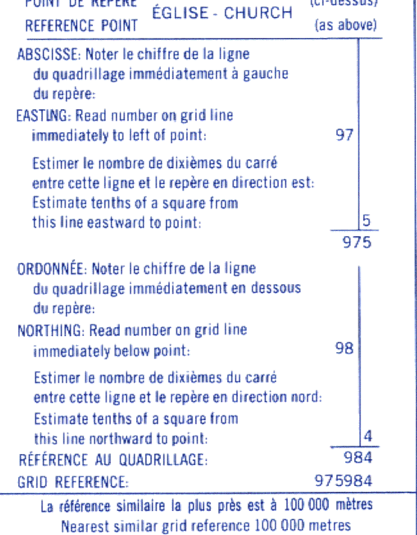 POINT DE REPÈRE
REFERENCE POINT
ÉGLISE - CHURCH
(ci-dessus)
(as above)
ABSCISSE: Noter le chiffre de la ligne
du quadrillage immédiatement à gauche
du repère:
EASTING: Read number on grid line
immediately to left of point: 97
Estimer le nombre de dixièmes du carré
entre cette ligne et le repère en direction est:
Estimate tenths of a square from
this line eastward to point: 5
975
ORDONNÉE: Noter le chiffre de la ligne
du quadrillage immédiatement en dessous
du repère:
NORTHING: Read number on grid line
immediately below point: 98
Estimer le nombre de dixièmes du carré
entre cette ligne et le repère en direction nord:
Estimate tenths of a square from
this line northward to point: 4
RÉFÉRENCE AU QUADRILLAGE: 984
GRID REFERENCE: 975984
La référence similaire la plus près est à 100 000 mètres
Nearest similar grid reference 100 000 metres